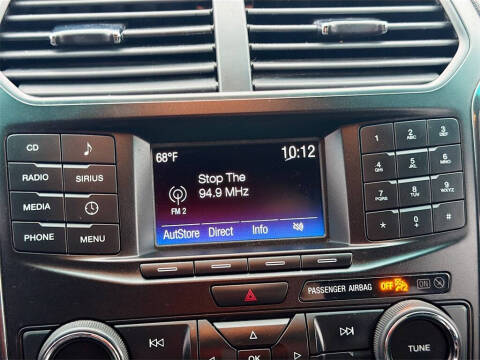 68°F
10:12
Stop The
94.9 MHz
FM 2
AutStore Direct Info
CD
RADIO SIRIUS
MEDIA
PHONE MENU
1 2 ABC 3 DEF
4 GHI 5 JKL 6 MNO
7 PQRS 8 TUV 9 WXYZ
* 0 #
PASSENGER AIRBAG OFF ON
OK
TUNE